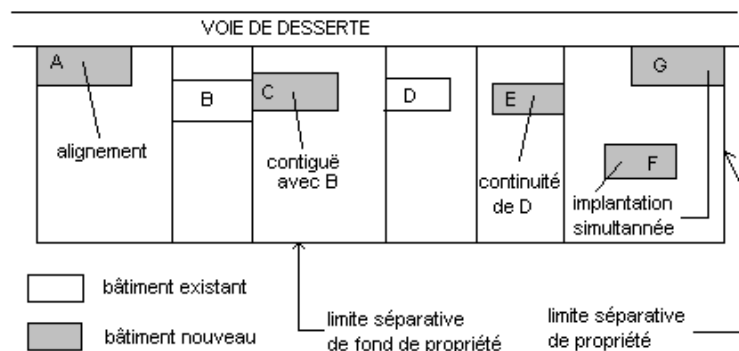 VOIE DE DESSERTE
A
G
B
C
D
E
F
alignement
contiguë
avec B
continuité
de D
implantation
simultannée
bâtiment existant
bâtiment nouveau
limite séparative
de fond de propriété
limite séparative
de propriété